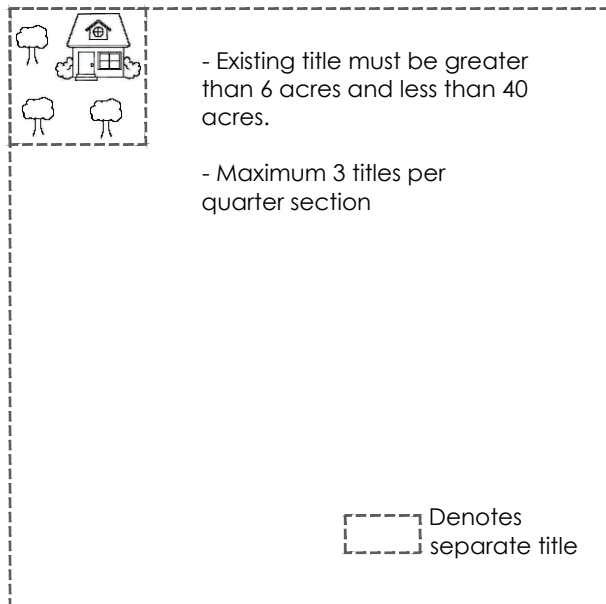 - Existing title must be greater
than 6 acres and less than 40
acres.
- Maximum 3 titles per
quarter section
Denotes
separate title